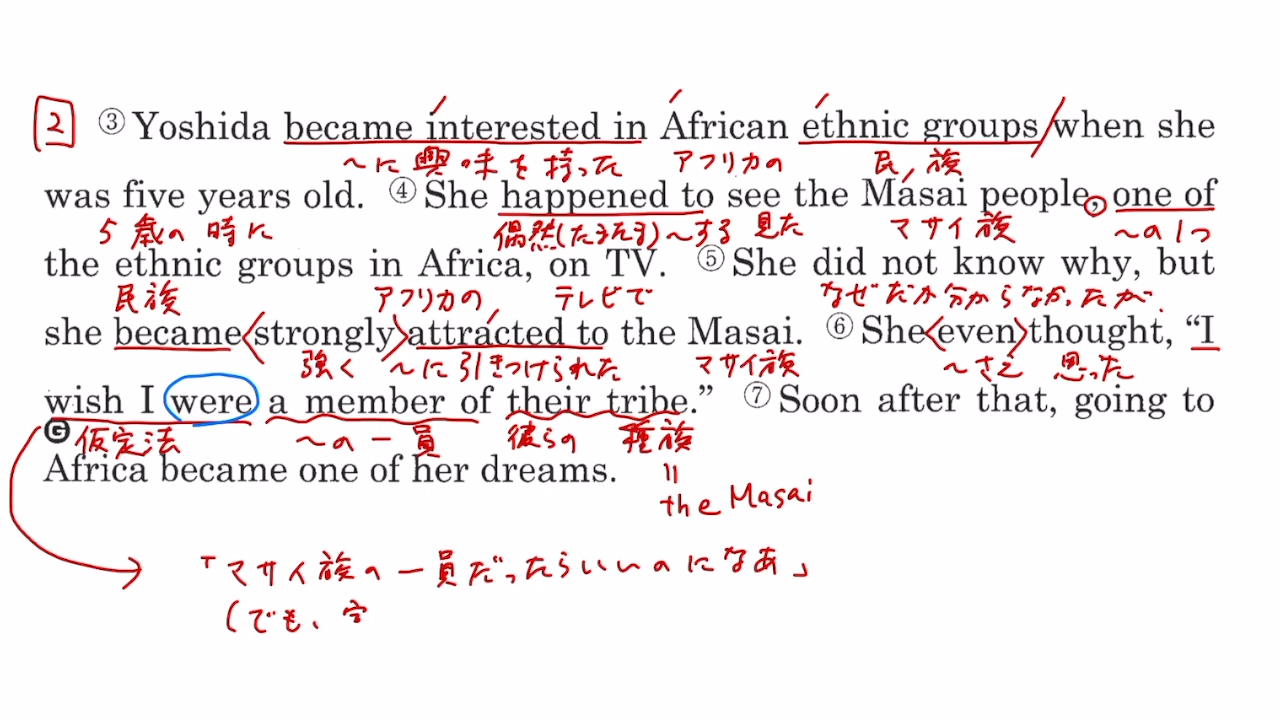 2 ③ Yoshida became interested in African ethnic groups when she
～に興味を持った アフリカの 民族
was five years old. ④ She happened to see the Masai people, one of
5歳の時に 偶然(たまたま)～する 見た マサイ族 ～の1つ
the ethnic groups in Africa, on TV. ⑤ She did not know why, but
民族 アフリカの テレビで なぜだか分からなかったが
she became strongly attracted to the Masai. ⑥ She even thought, “I
強く ～に引きつけられた マサイ族 ～さえ 思った
wish I were a member of their tribe.” ⑦ Soon after that, going to
G 仮定法 ～の一員 彼らの 種族
Africa became one of her dreams.
= the Masai
「マサイ族の一員だったらいいのになあ」
(でも、